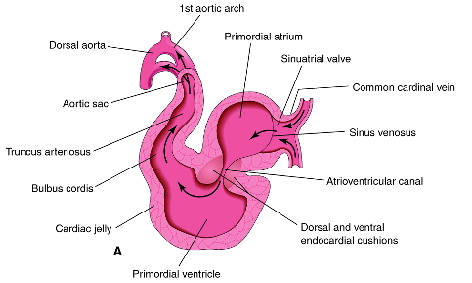 1st aortic arch
Dorsal aorta
Primordial atrium
Sinuatrial valve
Common cardinal vein
Aortic sac
Sinus venosus
Truncus arteriosus
Atrioventricular canal
Bulbus cordis
Cardiac jelly
Dorsal and ventral
endocardial cushions
A
Primordial ventricle